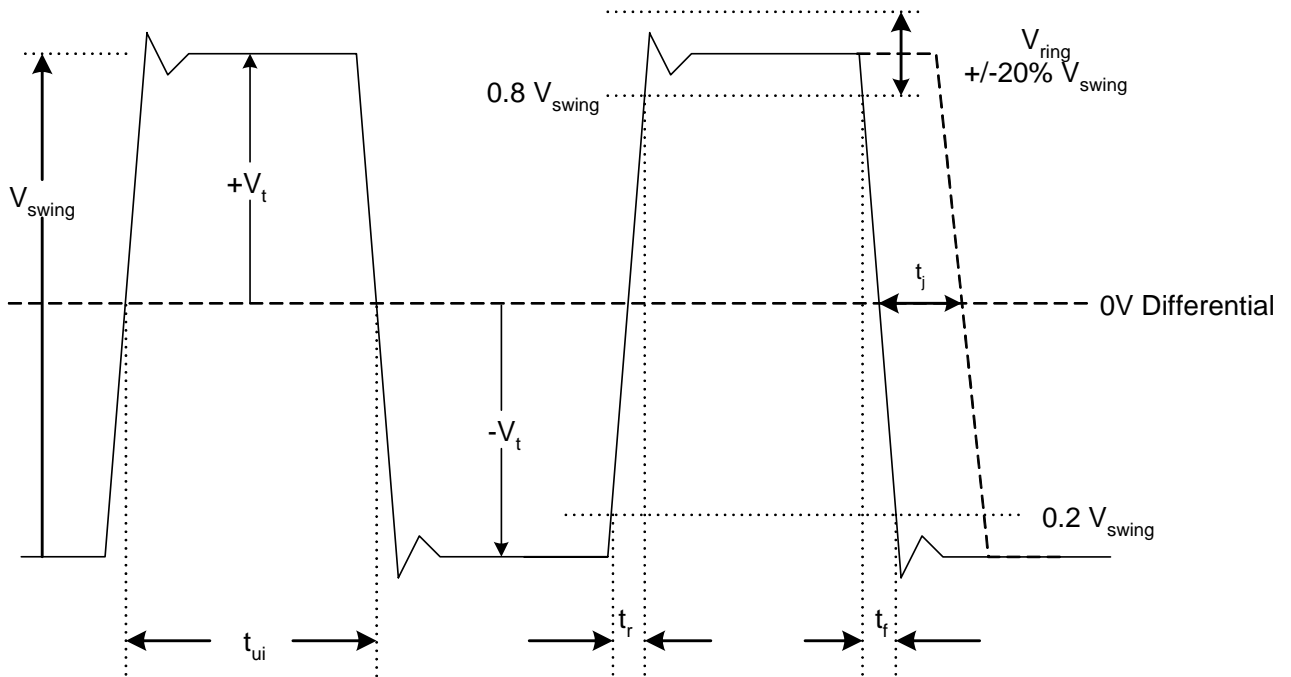 V_ring
+/-20% V_swing
0.8 V_swing
+V_t
V_swing
t_j
0V Differential
-V_t
0.2 V_swing
t_r
t_f
t_ui